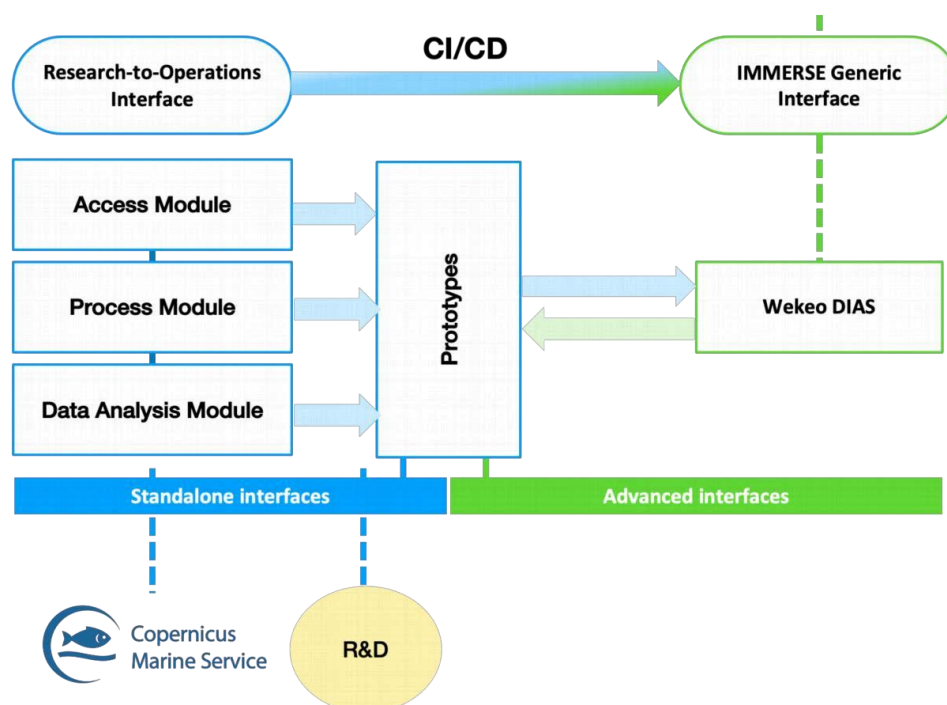 CI/CD
Research-to-Operations
Interface
IMMERSE Generic
Interface
Access Module
Process Module
Data Analysis Module
Prototypes
Wekeo DIAS
Standalone interfaces
Advanced interfaces
Copernicus
Marine Service
R&D